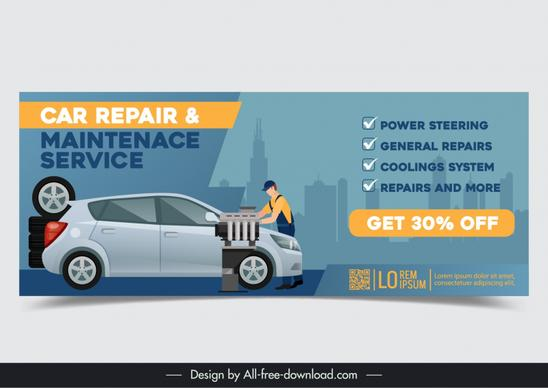 CAR REPAIR &
MAINTENACE
SERVICE
POWER STEERING
GENERAL REPAIRS
COOLINGS SYSTEM
REPAIRS AND MORE
GET 30% OFF
LO REM
IPSUM
Lorem ipsum dolor sit amet,
consectetuer adipiscing elit.
Design by All-free-download.com